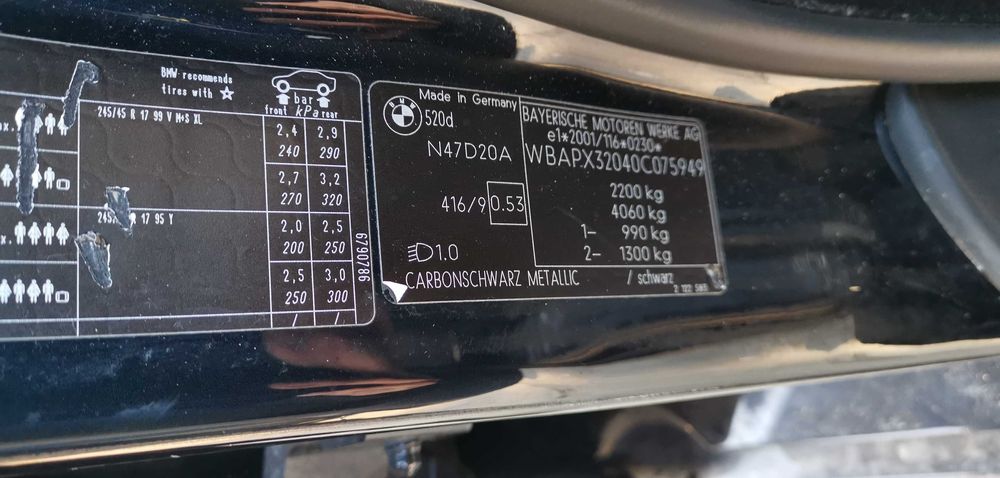 BMW recommends
tires with ☆
bar
front kPa rear
245/45 R 17 99 V M+S XL
2,4 2,9
240 290
2,7 3,2
270 320
R 17 95 Y
2,0 2,5
200 250
2,5 3,0
250 300
/ /
6790786
BMW
Made in Germany
520d
N47D20A
416/9 0.53
1.0
CARBONSCHWARZ METALLIC / schwarz
BAYERISCHE MOTOREN WERKE AG
e1*2001/116*0230*
WBAPX32040C075949
2200 kg
4060 kg
1– 990 kg
2– 1300 kg